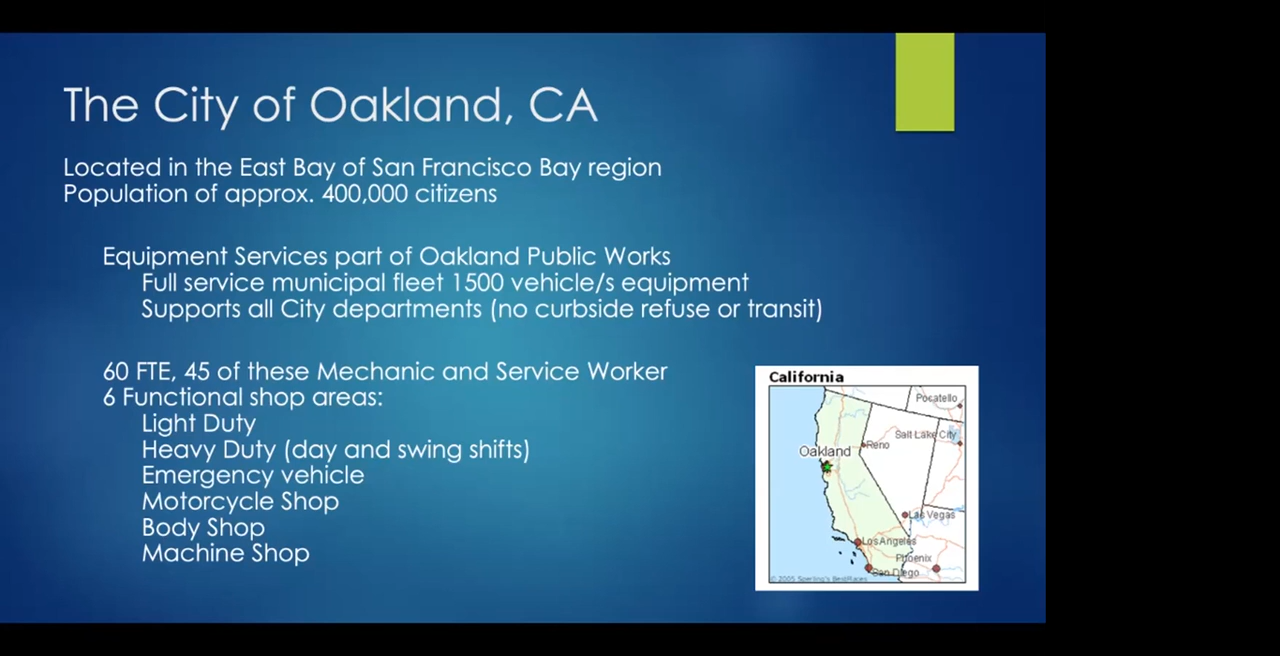 The City of Oakland, CA
Located in the East Bay of San Francisco Bay region
Population of approx. 400,000 citizens
Equipment Services part of Oakland Public Works
Full service municipal fleet 1500 vehicle/s equipment
Supports all City departments (no curbside refuse or transit)
60 FTE, 45 of these Mechanic and Service Worker
6 Functional shop areas:
Light Duty
Heavy Duty (day and swing shifts)
Emergency vehicle
Motorcycle Shop
Body Shop
Machine Shop
California
Pocatello
Salt Lake City
Reno
Oakland
Las Vegas
Los Angeles
Phoenix
San Diego
© 2005 Sperling's BestPlaces